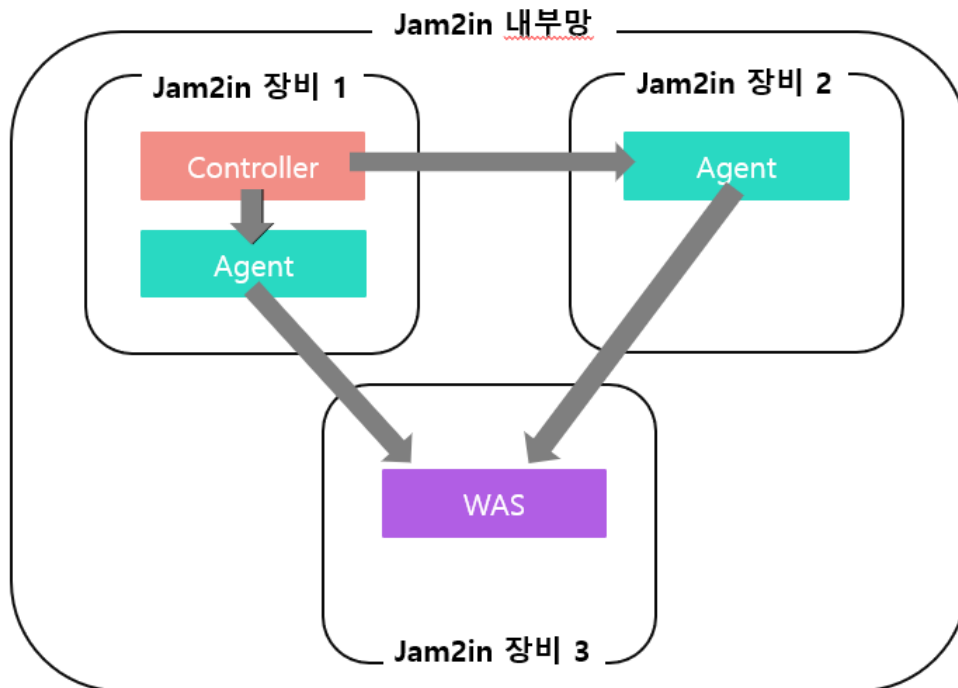 Jam2in 내부망
Jam2in 장비 1
Jam2in 장비 2
Controller
Agent
Agent
WAS
Jam2in 장비 3